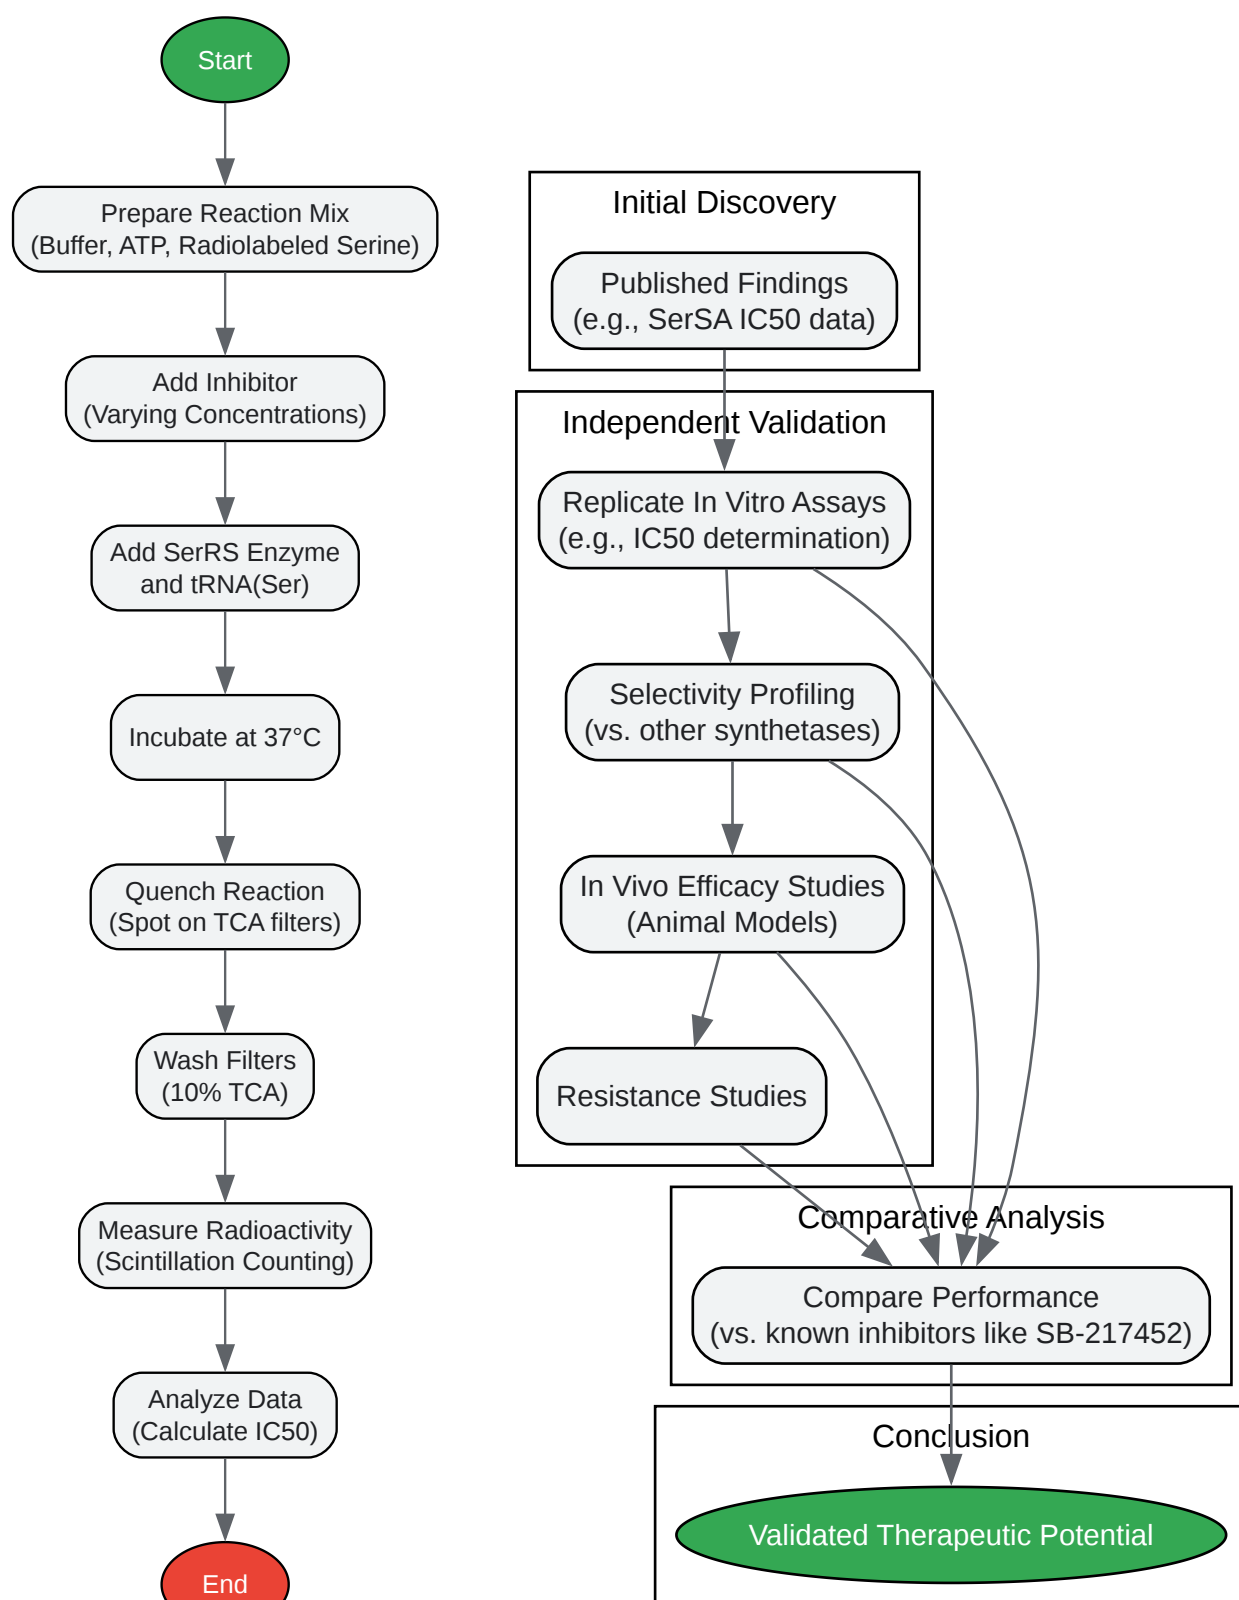 Start
Prepare Reaction Mix
(Buffer, ATP, Radiolabeled Serine)
Add Inhibitor
(Varying Concentrations)
Add SerRS Enzyme
and tRNA(Ser)
Incubate at 37°C
Quench Reaction
(Spot on TCA filters)
Wash Filters
(10% TCA)
Measure Radioactivity
(Scintillation Counting)
Analyze Data
(Calculate IC50)
End
Initial Discovery
Published Findings
(e.g., SerSA IC50 data)
Independent Validation
Replicate In Vitro Assays
(e.g., IC50 determination)
Selectivity Profiling
(vs. other synthetases)
In Vivo Efficacy Studies
(Animal Models)
Resistance Studies
Comparative Analysis
Compare Performance
(vs. known inhibitors like SB-217452)
Conclusion
Validated Therapeutic Potential